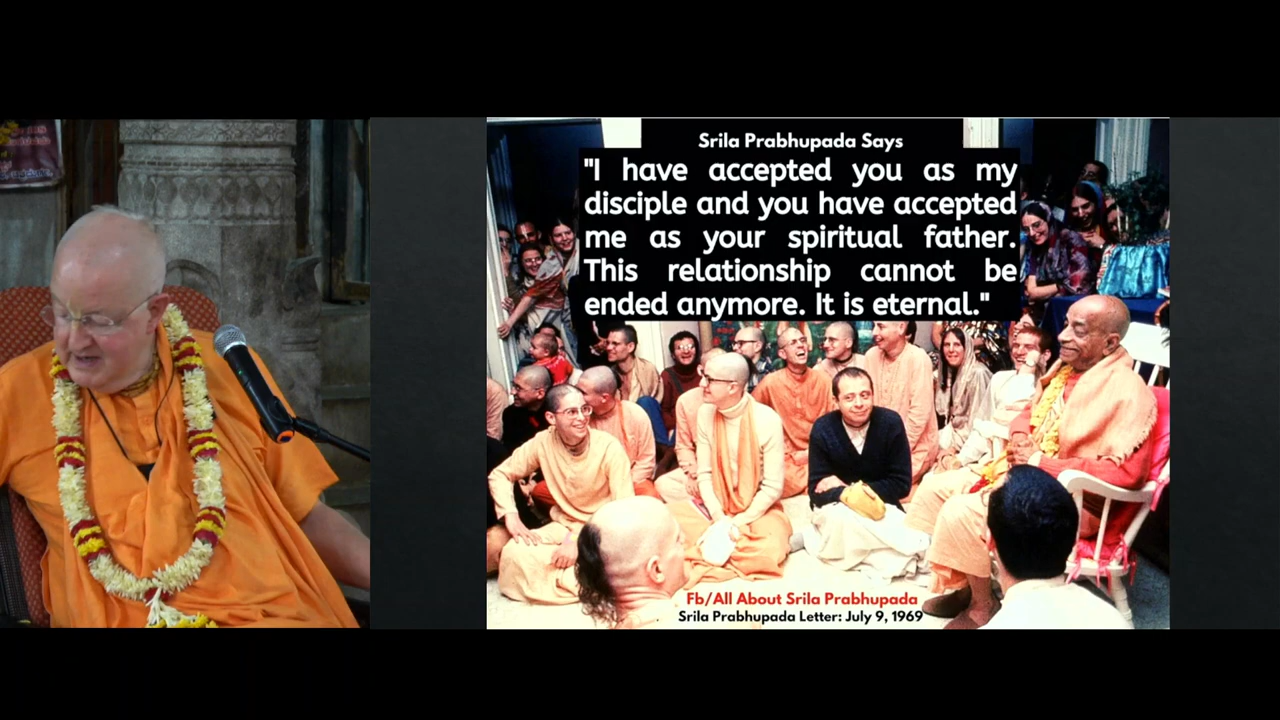 Srila Prabhupada Says
"I have accepted you as my
disciple and you have accepted
me as your spiritual father.
This relationship cannot be
ended anymore. It is eternal."
Fb/All About Srila Prabhupada
Srila Prabhupada Letter: July 9, 1969